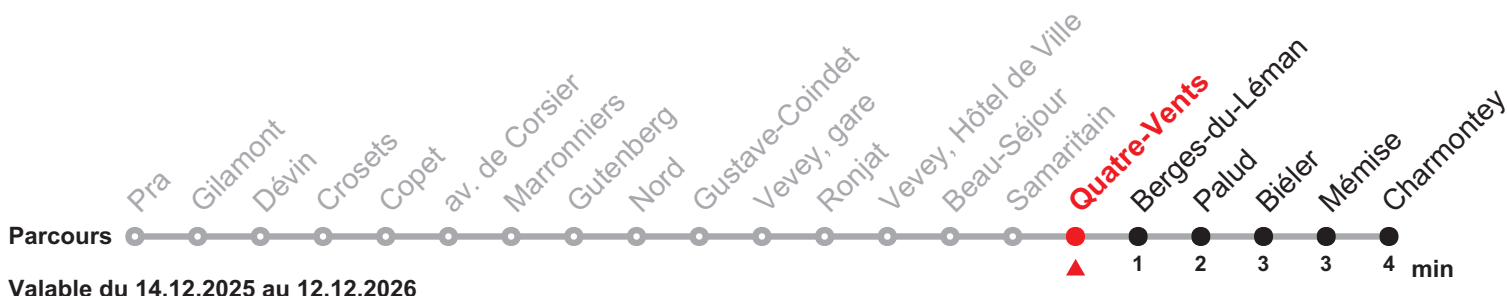 Pra
Gilamont
Dévin
Crosets
Copet
av. de Corsier
Marronniers
Gutenberg
Nord
Gustave-Coindet
Vevey, gare
Ronjat
Vevey, Hôtel de Ville
Beau-Séjour
Samaritain
Quatre-Vents
Berges-du-Léman
Palud
Biéler
Mémise
Charmontey
Parcours
1 2 3 3 4 min
Valable du 14.12.2025 au 12.12.2026